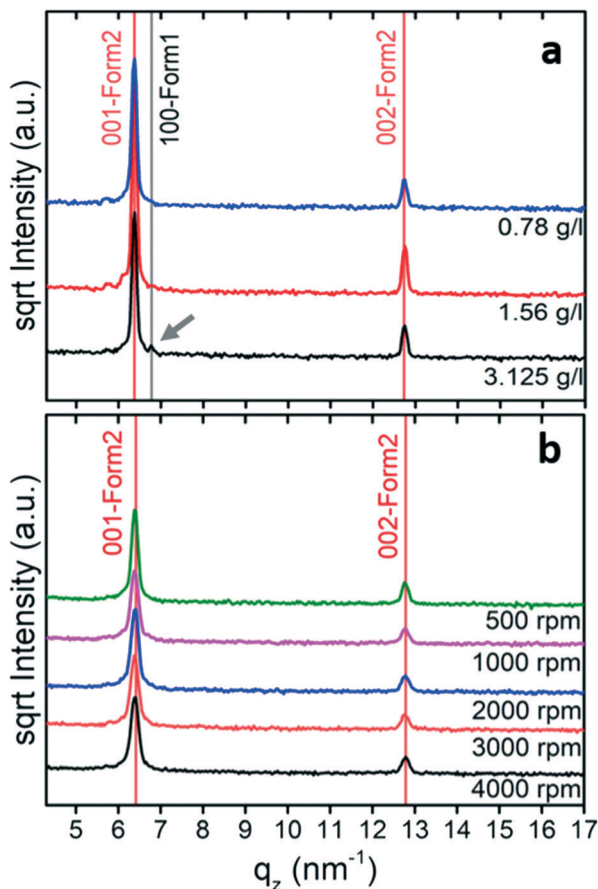 a
001-Form2
100-Form1
002-Form2
0.78 g/l
1.56 g/l
3.125 g/l
sqrt Intensity (a.u.)
b
001-Form2
002-Form2
500 rpm
1000 rpm
2000 rpm
3000 rpm
4000 rpm
sqrt Intensity (a.u.)
5 6 7 8 9 10 11 12 13 14 15 16 17
q_z (nm⁻¹)